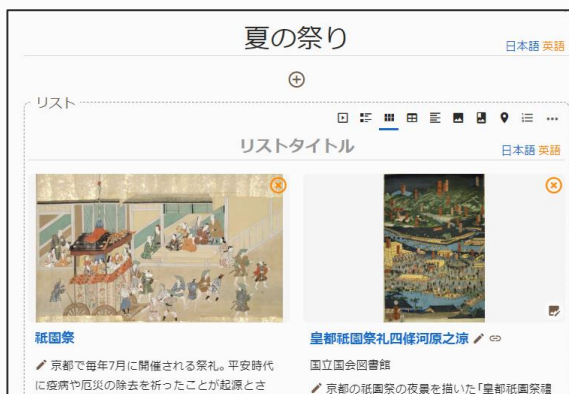 夏の祭り
日本語 英語
リスト
リストタイトル
日本語 英語
祇園祭
京都で毎年7月に開催される祭礼。平安時代
に疫病や厄災の除去を祈ったことが起源とさ
皇都祇園祭礼四條河原之涼
国立国会図書館
京都の祇園祭の夜景を描いた「皇都祇園祭禮